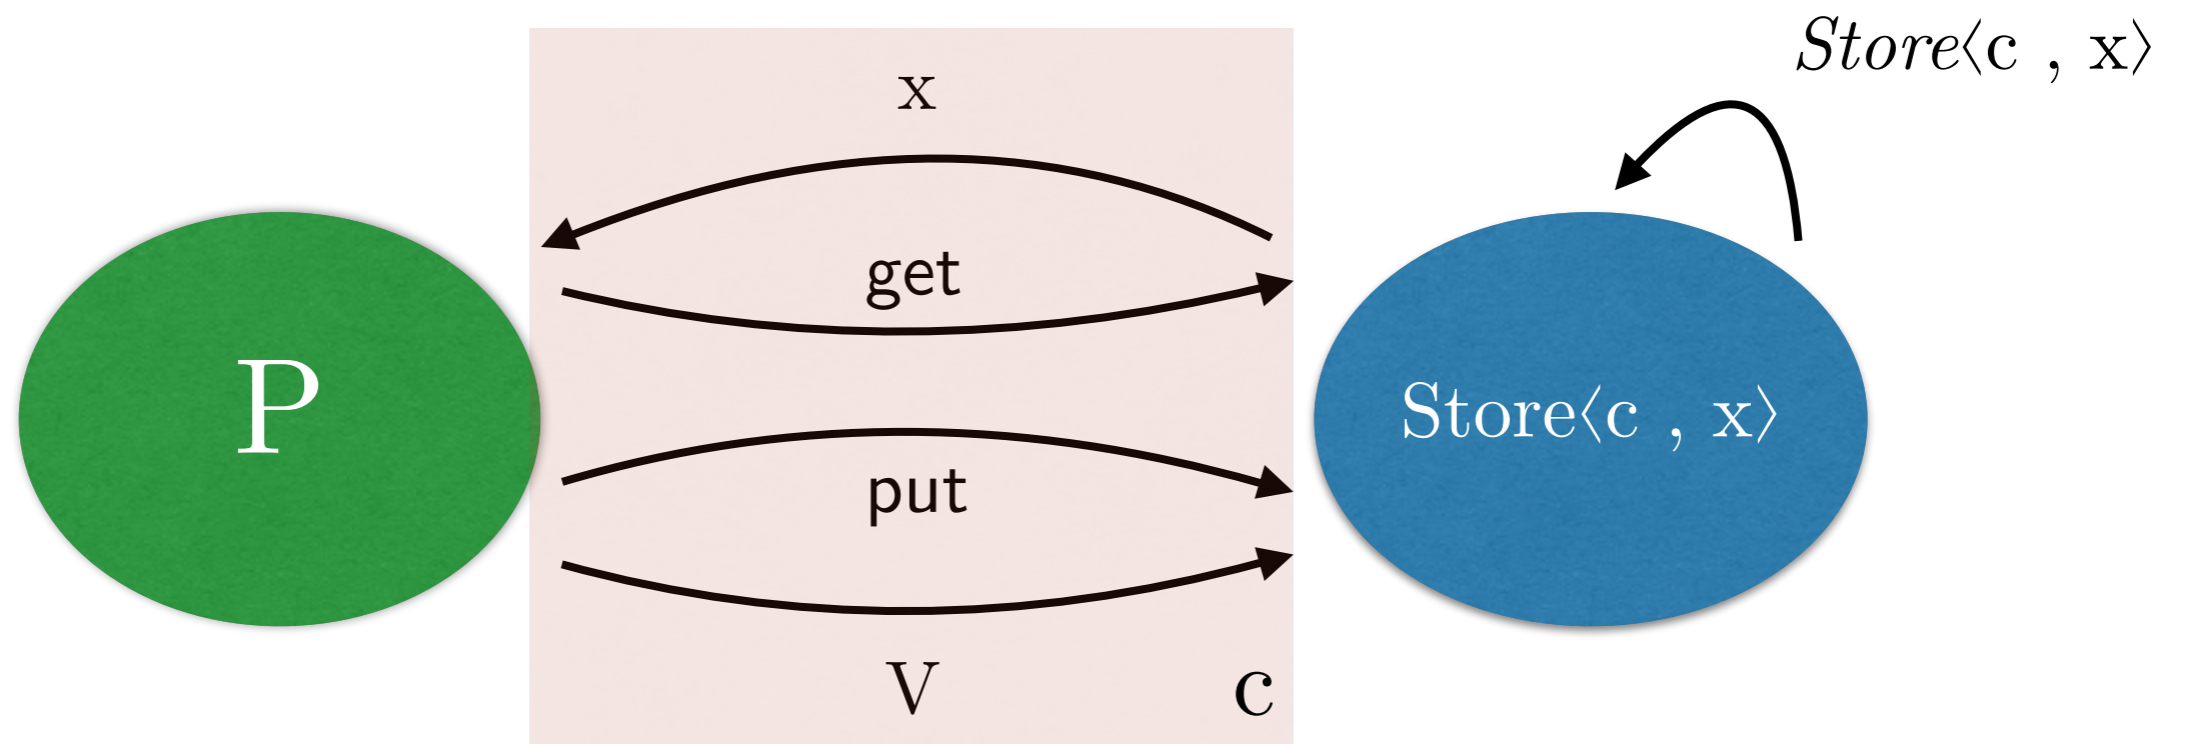 Store⟨c , x⟩
x
get
P
Store⟨c , x⟩
put
V
c